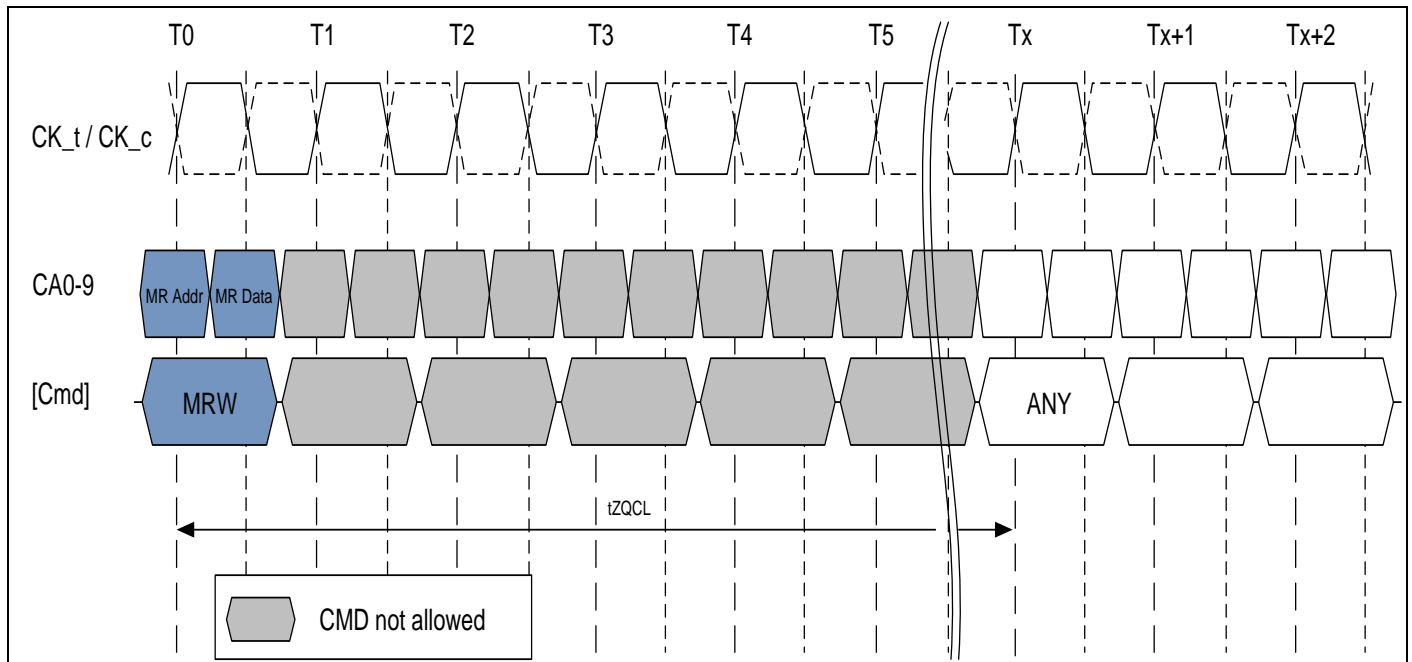 T0 T1 T2 T3 T4 T5 Tx Tx+1 Tx+2
CK_t / CK_c
CA0-9 MR Addr MR Data
[Cmd] MRW ANY
tZQCL
CMD not allowed